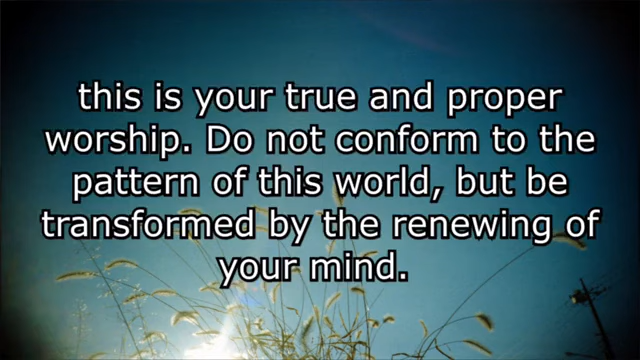 this is your true and proper
worship. Do not conform to the
pattern of this world, but be
transformed by the renewing of
your mind.